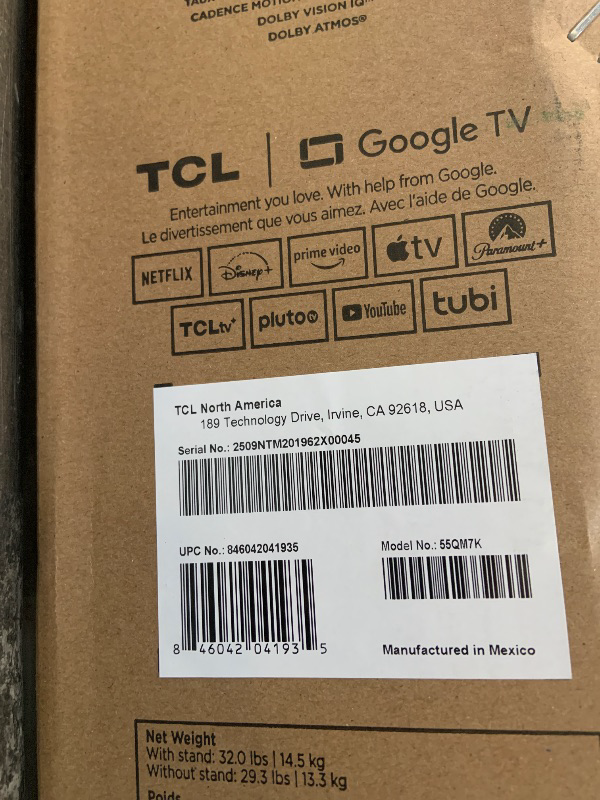 CADENCE MOTION
DOLBY VISION IQ™
DOLBY ATMOS®
TCL | Google TV
Entertainment you love. With help from Google.
Le divertissement que vous aimez. Avec l'aide de Google.
NETFLIX Disney+ prime video tv Paramount+
TCLtv+ pluto tv YouTube tubi
TCL North America
189 Technology Drive, Irvine, CA 92618, USA
Serial No.: 2509NTM201962X00045
UPC No.: 846042041935 Model No.: 55QM7K
8 46042 04193 5
Manufactured in Mexico
Net Weight
With stand: 32.0 lbs | 14.5 kg
Without stand: 29.3 lbs | 13.3 kg
Poids